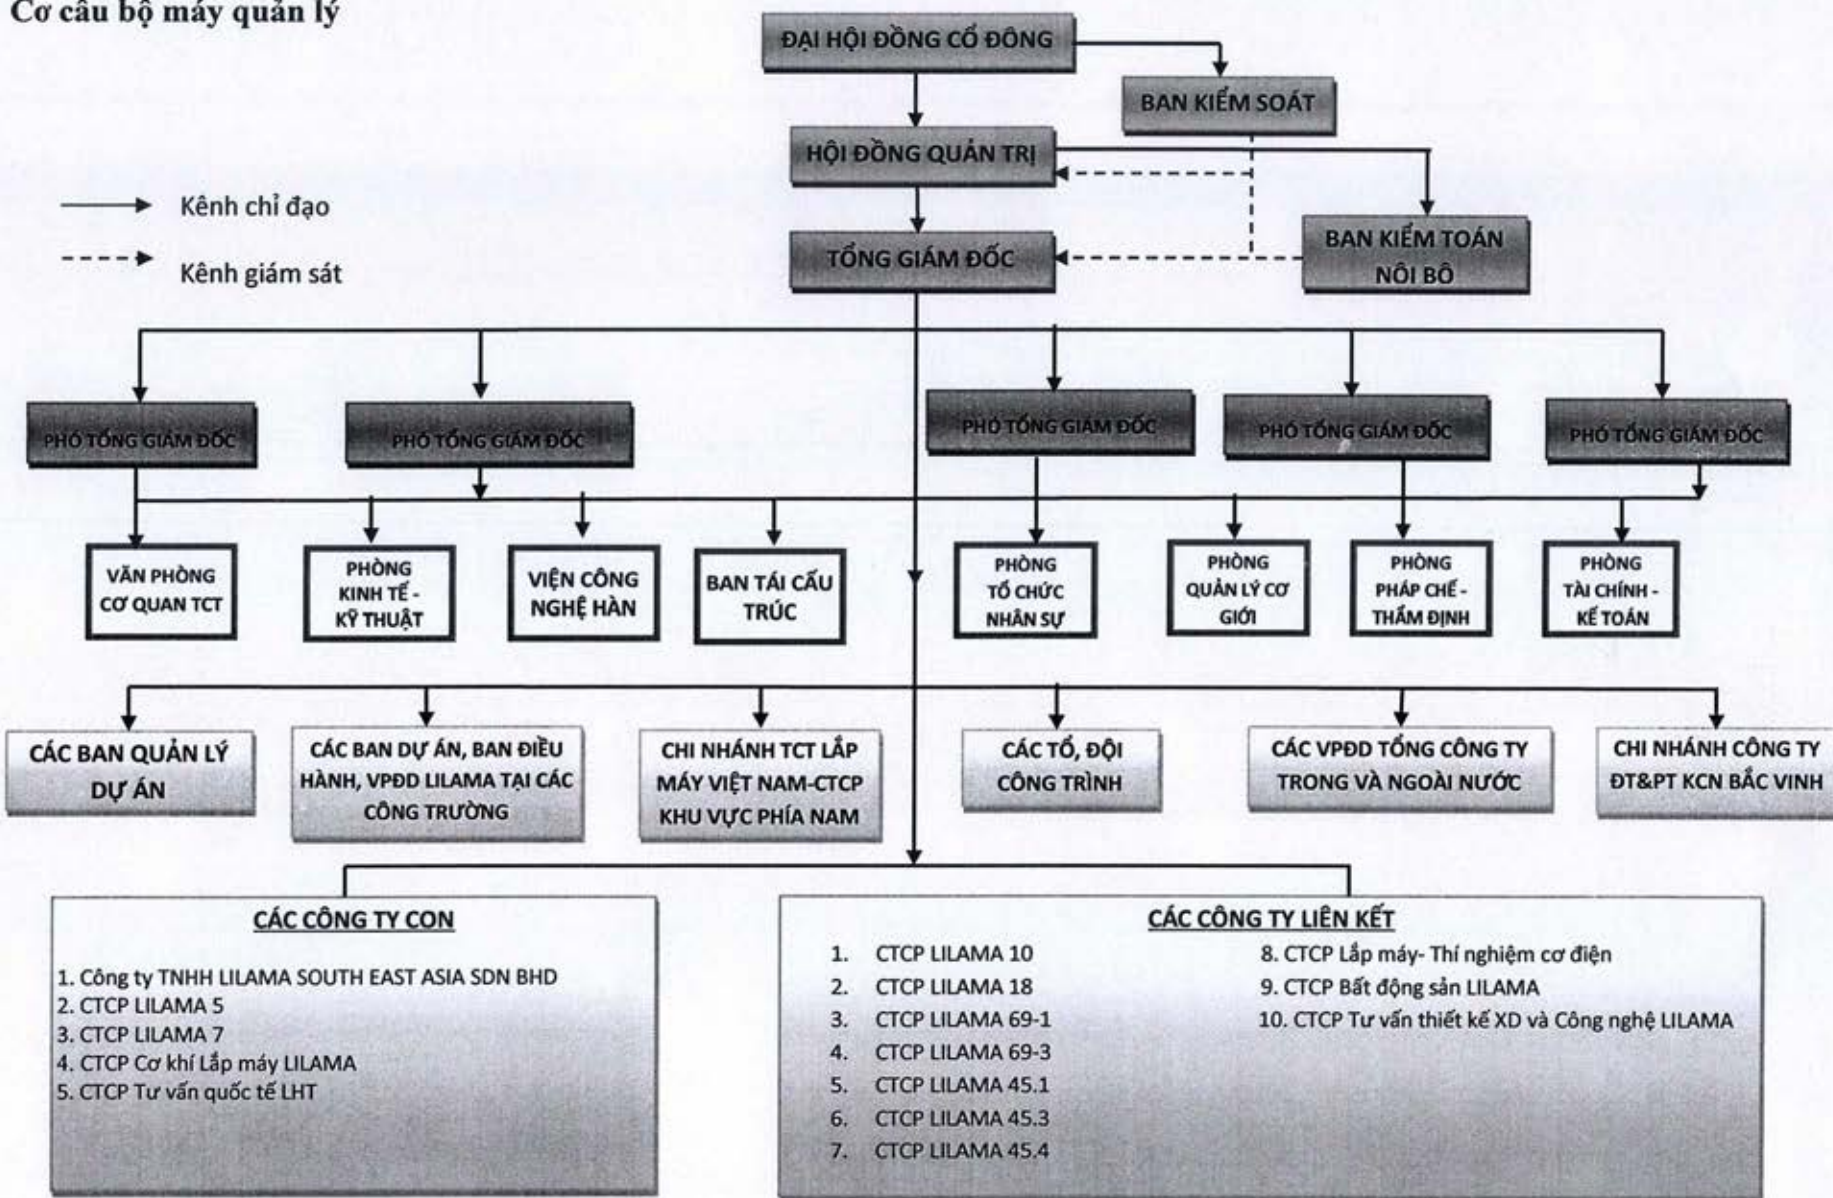 Cơ cấu bộ máy quản lý
ĐẠI HỘI ĐỒNG CỔ ĐÔNG
BAN KIỂM SOÁT
HỘI ĐỒNG QUẢN TRỊ
Kênh chỉ đạo
Kênh giám sát
TỔNG GIÁM ĐỐC
BAN KIỂM TOÁN
NỘI BỘ
PHÓ TỔNG GIÁM ĐỐC
PHÓ TỔNG GIÁM ĐỐC
PHÓ TỔNG GIÁM ĐỐC
PHÓ TỔNG GIÁM ĐỐC
PHÓ TỔNG GIÁM ĐỐC
VĂN PHÒNG
CƠ QUAN TCT
PHÒNG
KINH TẾ -
KỸ THUẬT
VIỆN CÔNG
NGHỆ HÀN
BAN TÁI CẤU
TRÚC
PHÒNG
TỔ CHỨC
NHÂN SỰ
PHÒNG
QUẢN LÝ CƠ
GIỚI
PHÒNG
PHÁP CHẾ -
THẨM ĐỊNH
PHÒNG
TÀI CHÍNH -
KẾ TOÁN
CÁC BAN QUẢN LÝ
DỰ ÁN
CÁC BAN DỰ ÁN, BAN ĐIỀU
HÀNH, VPĐD LILAMA TẠI CÁC
CÔNG TRƯỜNG
CHI NHÁNH TCT LẮP
MÁY VIỆT NAM-CTCP
KHU VỰC PHÍA NAM
CÁC TỔ, ĐỘI
CÔNG TRÌNH
CÁC VPĐD TỔNG CÔNG TY
TRONG VÀ NGOÀI NƯỚC
CHI NHÁNH CÔNG TY
ĐT&PT KCN BẮC VINH
CÁC CÔNG TY CON
1. Công ty TNHH LILAMA SOUTH EAST ASIA SDN BHD
2. CTCP LILAMA 5
3. CTCP LILAMA 7
4. CTCP Cơ khí Lắp máy LILAMA
5. CTCP Tư vấn quốc tế LHT
CÁC CÔNG TY LIÊN KẾT
1. CTCP LILAMA 10
2. CTCP LILAMA 18
3. CTCP LILAMA 69-1
4. CTCP LILAMA 69-3
5. CTCP LILAMA 45.1
6. CTCP LILAMA 45.3
7. CTCP LILAMA 45.4
8. CTCP Lắp máy- Thí nghiệm cơ điện
9. CTCP Bất động sản LILAMA
10. CTCP Tư vấn thiết kế XD và Công nghệ LILAMA